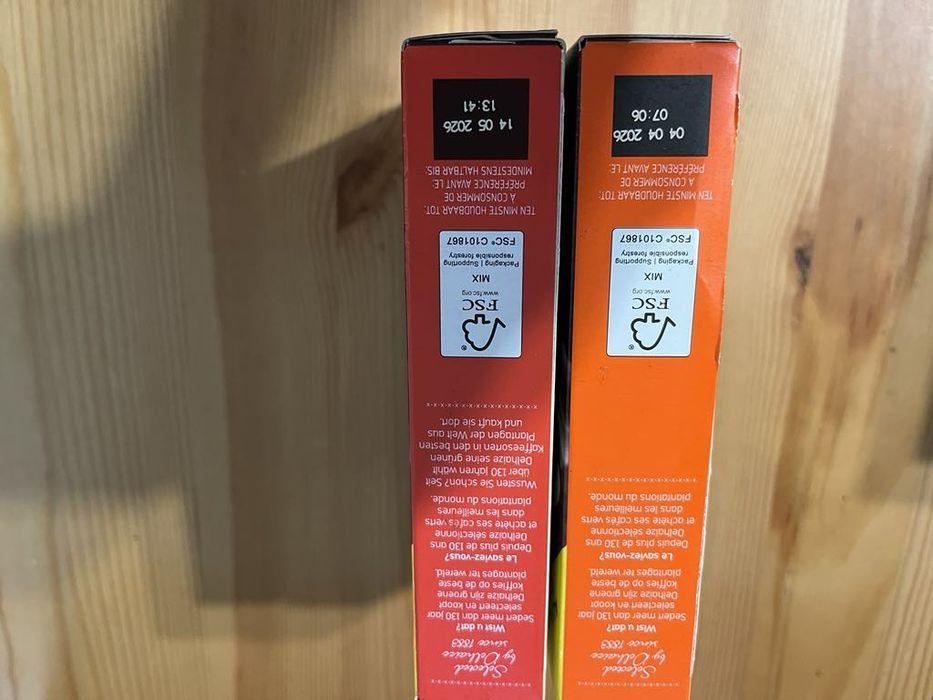 Selected
by Delhaize
since 1883
Wist u dat?
Sedert meer dan 130 jaar
selecteert en koopt
Delhaize zijn groene
koffies op de beste
plantages ter wereld.
Le saviez-vous?
Depuis plus de 130 ans
Delhaize sélectionne
et achète ses cafés verts
dans les meilleures
plantations du monde.
FSC
www.fsc.org
MIX
Packaging | Supporting
responsible forestry
FSC® C101867
TEN MINSTE HOUDBAAR TOT:
À CONSOMMER DE
PRÉFÉRENCE AVANT LE:
04 04 2026
07:06
Selected
by Delhaize
since 1883
Wist u dat?
Sedert meer dan 130 jaar
selecteert en koopt
Delhaize zijn groene
koffies op de beste
plantages ter wereld.
Le saviez-vous?
Depuis plus de 130 ans
Delhaize sélectionne
et achète ses cafés verts
dans les meilleures
plantations du monde.
Wussten Sie schon? Seit
über 130 Jahren wählt
Delhaize seine grünen
Kaffeesorten in den besten
Plantagen der Welt aus
und kauft sie dort.
FSC
www.fsc.org
MIX
Packaging | Supporting
responsible forestry
FSC® C101867
TEN MINSTE HOUDBAAR TOT:
À CONSOMMER DE
PRÉFÉRENCE AVANT LE:
MINDESTENS HALTBAR BIS:
14 05 2026
13:41